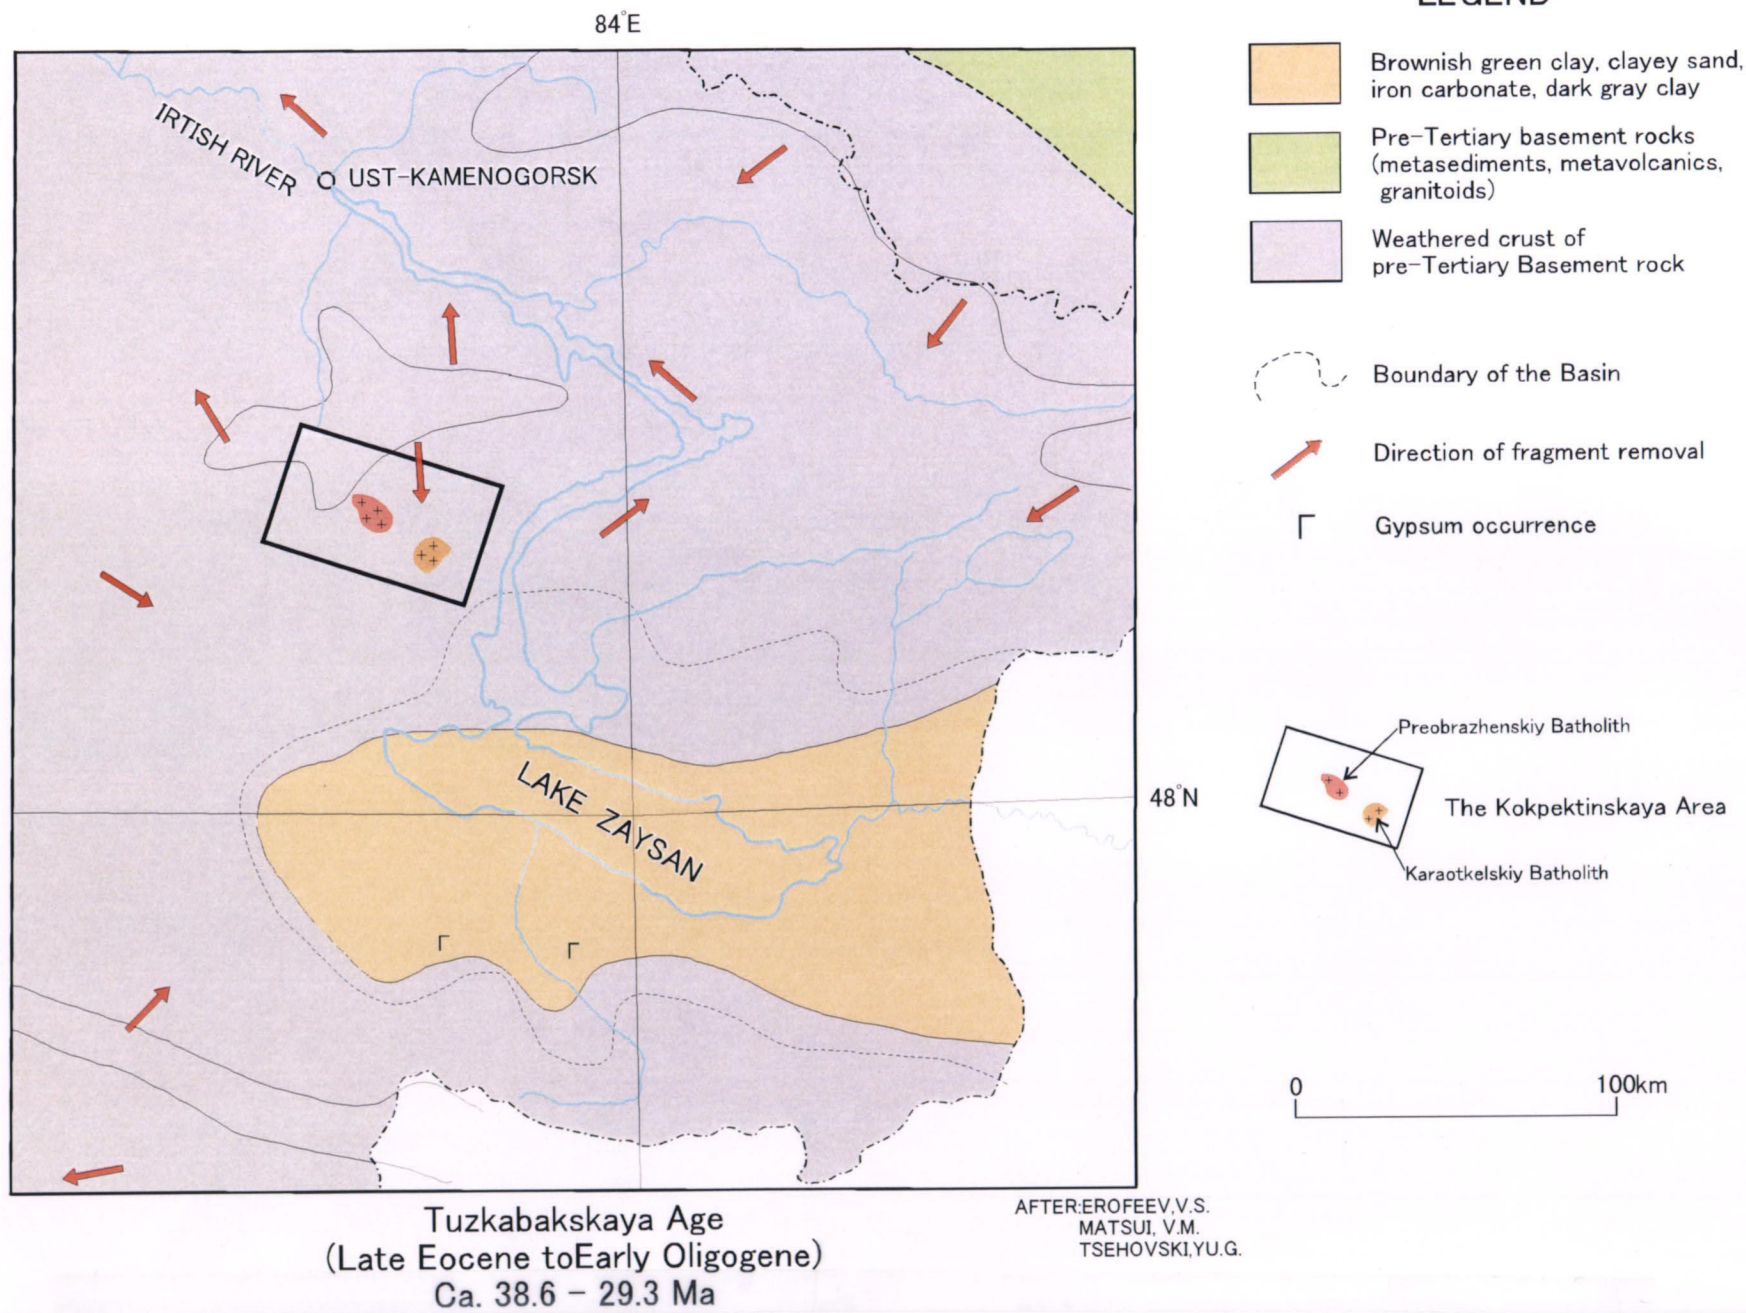 LEGEND
84°E
Brownish green clay, clayey sand,
iron carbonate, dark gray clay
Pre-Tertiary basement rocks
(metasediments, metavolcanics,
granitoids)
Weathered crust of
pre-Tertiary Basement rock
IRTISH RIVER
UST-KAMENOGORSK
Boundary of the Basin
Direction of fragment removal
Γ Gypsum occurrence
Preobrazhenskiy Batholith
The Kokpektinskaya Area
Karaotkelskiy Batholith
48°N
LAKE ZAYSAN
Γ Γ
0 100km
Tuzkabakskaya Age
(Late Eocene toEarly Oligogene)
Ca. 38.6 - 29.3 Ma
AFTER:EROFEEV,V.S.
MATSUI, V.M.
TSEHOVSKI,YU.G.